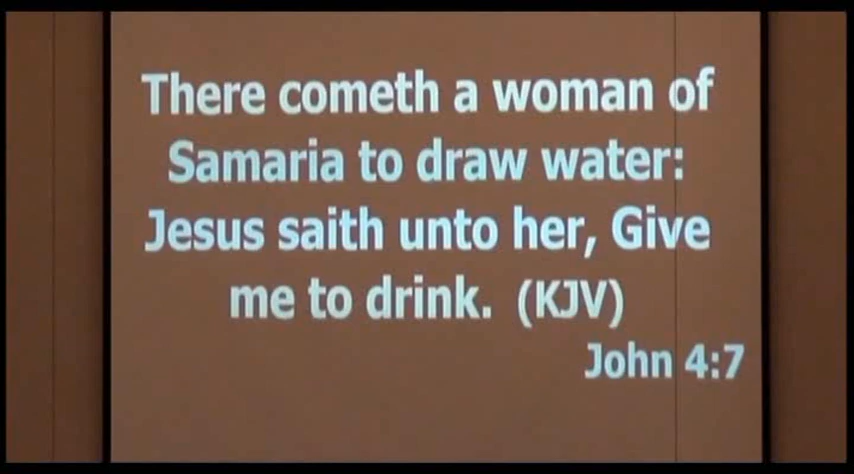 There cometh a woman of
Samaria to draw water:
Jesus saith unto her, Give
me to drink. (KJV)
John 4:7